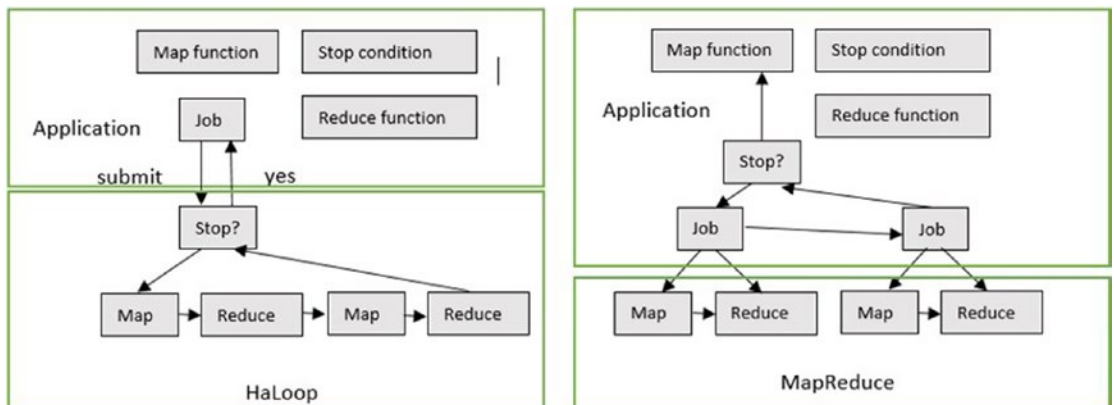 Map function
Stop condition
Application
Job
Reduce function
submit
yes
Stop?
Map
Reduce
Map
Reduce
HaLoop
Map function
Stop condition
Application
Reduce function
Stop?
Job
Job
Map
Reduce
Map
Reduce
MapReduce